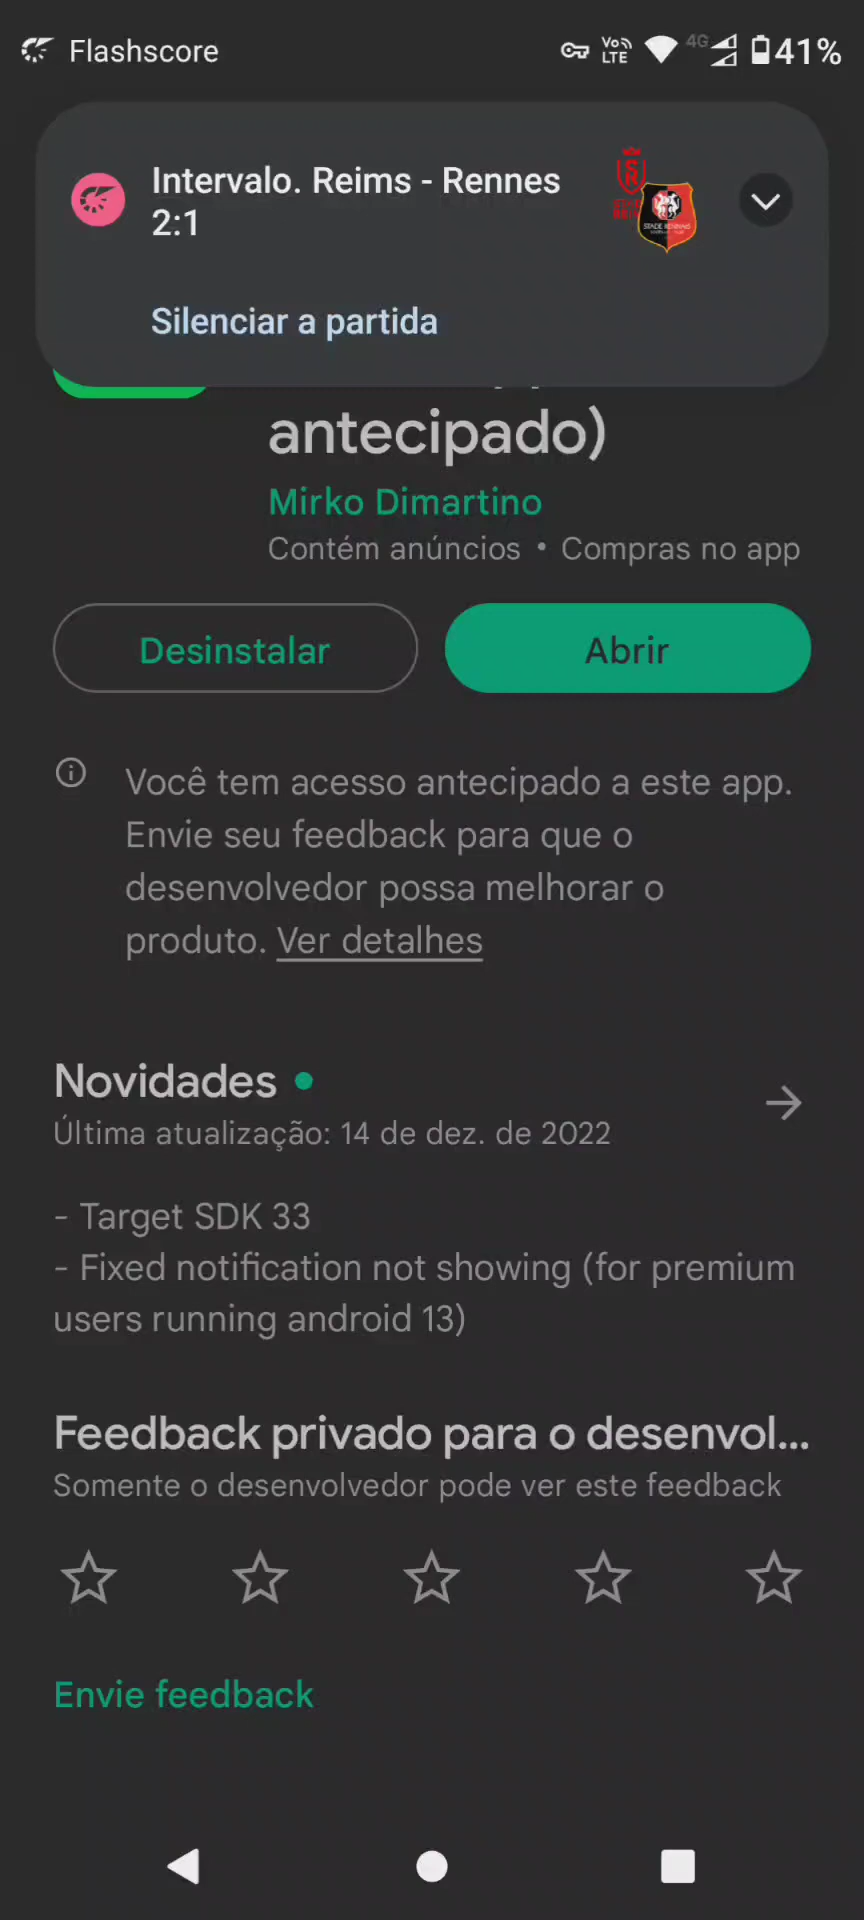 Flashscore
Vo LTE
4G
41%
Intervalo. Reims - Rennes
2:1
Silenciar a partida
antecipado)
Mirko Dimartino
Contém anúncios • Compras no app
Desinstalar
Abrir
Você tem acesso antecipado a este app.
Envie seu feedback para que o
desenvolvedor possa melhorar o
produto. Ver detalhes
Novidades
Última atualização: 14 de dez. de 2022
- Target SDK 33
- Fixed notification not showing (for premium
users running android 13)
Feedback privado para o desenvol...
Somente o desenvolvedor pode ver este feedback
Envie feedback